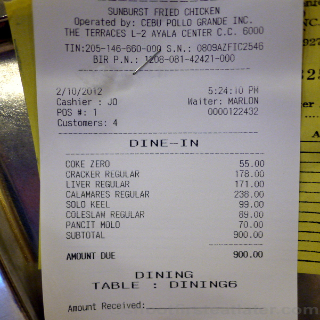 SUNBURST FRIED CHICKEN
Operated by: CEBU POLLO GRANDE INC.
THE TERRACES L-2 AYALA CENTER C.C. 6000
TIN:205-146-660-000 S.N.: 0809AZFIC2546
BIR P.N.: 1208-081-42421-000
2/10/2012 5:24:10 PM
Cashier : JO Waiter: MARLON
POS #: 1 0000122432
Customers: 4
DINE-IN
COKE ZERO 55.00
CRACKER REGULAR 178.00
LIVER REGULAR 171.00
CALAMARES REGULAR 238.00
SOLO KEEL 99.00
COLESLAW REGULAR 89.00
PANCIT MOLO 70.00
SUBTOTAL 900.00
AMOUNT DUE 900.00
DINING
TABLE : DINING6
Amount Received: